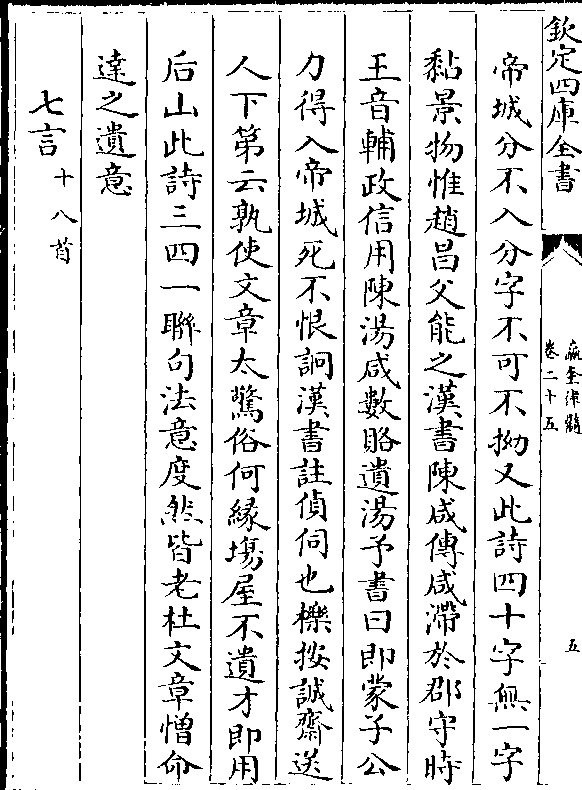 欽定四庫全書
瀛奎律髓
卷二十五
五
帝城分不入分字不可不拗又此詩四十字無一字
黏景物惟趙昌父能之漢書陳咸傳咸滯於郡守時
王音輔政信用陳湯咸數賂遺湯予書曰即蒙子公
力得入帝城死不恨詗漢書註偵伺也櫟按誠齋送
人下第云孰使文章太驚俗何緣塲屋不遺才即用
后山此詩三四一聯句法意度然皆老杜文章憎命
達之遺意
七言十八首